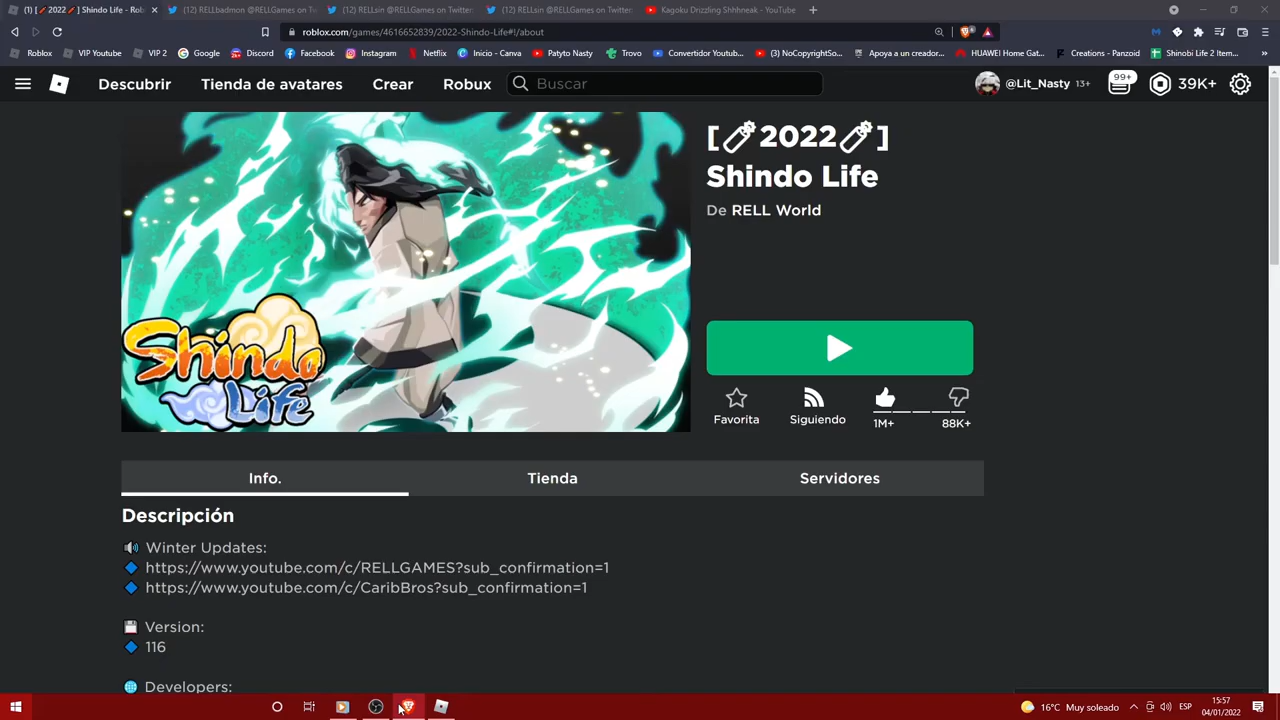 (1) [🧨 2022 🧨] Shindo Life - Rob
(12) RELLbadmon @RELLGames on Tw
(12) RELLsin @RELLGames on Twitter
(12) RELLsin @RELLGames on Twitter
Kagoku Drizzling Shhhneak - YouTube
roblox.com/games/4616652839/2022-Shindo-Life#!/about
Roblox
VIP Youtube
VIP 2
Google
Discord
Facebook
Instagram
Netflix
Inicio - Canva
Patyto Nasty
Trovo
Convertidor Youtub...
(3) NoCopyrightSo...
Apoya a un creador...
HUAWEI Home Gat...
Creations - Panzoid
Shinobi Life 2 Item...
Descubrir
Tienda de avatares
Crear
Robux
Buscar
@Lit_Nasty 13+
99+
39K+
[🧨2022🧨]
Shindo Life
De RELL World
Shindo
Life
Favorita
Siguiendo
1M+
88K+
Info.
Tienda
Servidores
Descripción
🔊 Winter Updates:
🔷 https://www.youtube.com/c/RELLGAMES?sub_confirmation=1
🔷 https://www.youtube.com/c/CaribBros?sub_confirmation=1
💾 Version:
🔷 116
🌐 Developers:
16°C Muy soleado
ESP
15:57
04/01/2022